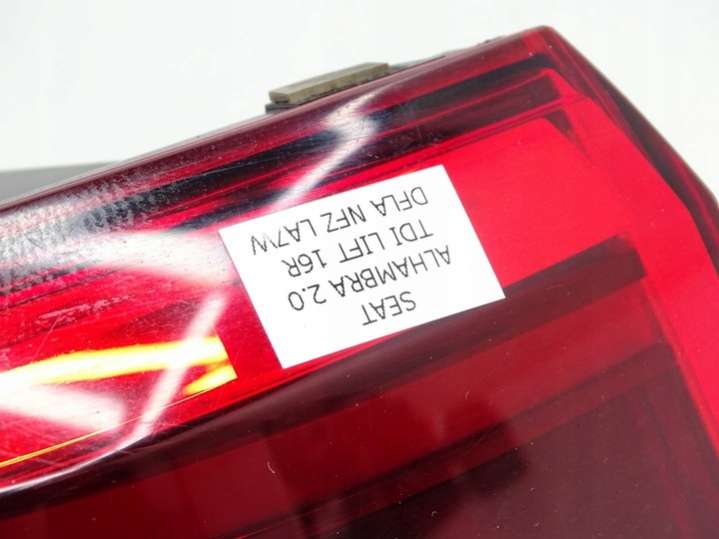 SEAT
ALHAMBRA 2.0
TDI LIFT 16R
DFLA NFZ LA7W